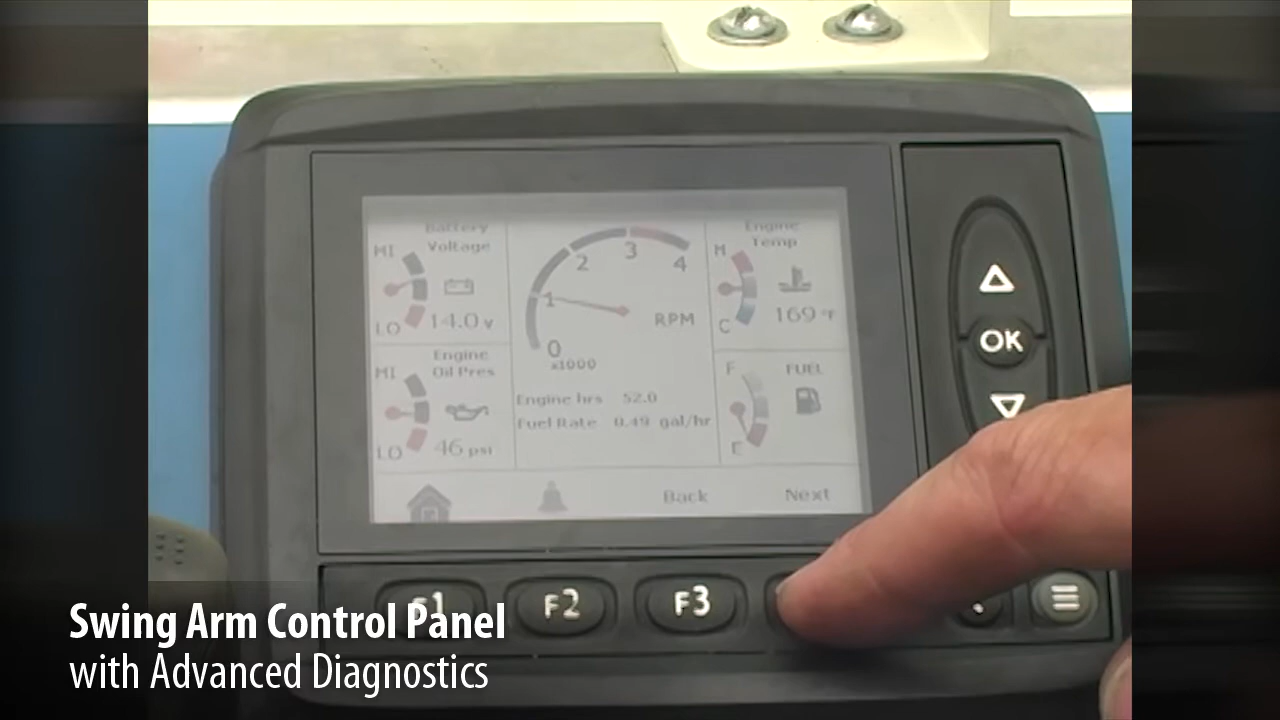 Battery
Voltage
HI
LO
14.0 v
Engine
Oil Pres
HI
LO
46 psi
0
1
2
3
4
RPM
x1000
Engine hrs 52.0
Fuel Rate 0.49 gal/hr
Engine
Temp
H
C
169 °F
FUEL
F
E
Back
Next
OK
F1
F2
F3
Swing Arm Control Panel
with Advanced Diagnostics